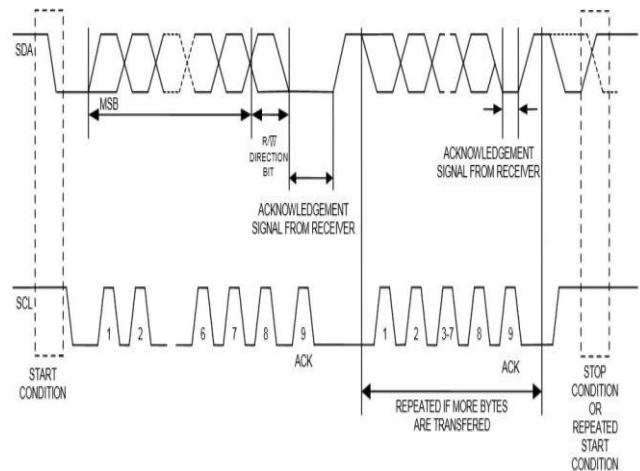 SDA
MSB
R/W̅
DIRECTION
BIT
ACKNOWLEDGEMENT
SIGNAL FROM RECEIVER
ACKNOWLEDGEMENT
SIGNAL FROM RECEIVER
SCL
1 2 6 7 8 9 1 2 3-7 8 9
ACK ACK
START
CONDITION
REPEATED IF MORE BYTES
ARE TRANSFERED
STOP
CONDITION
OR
REPEATED
START
CONDITION